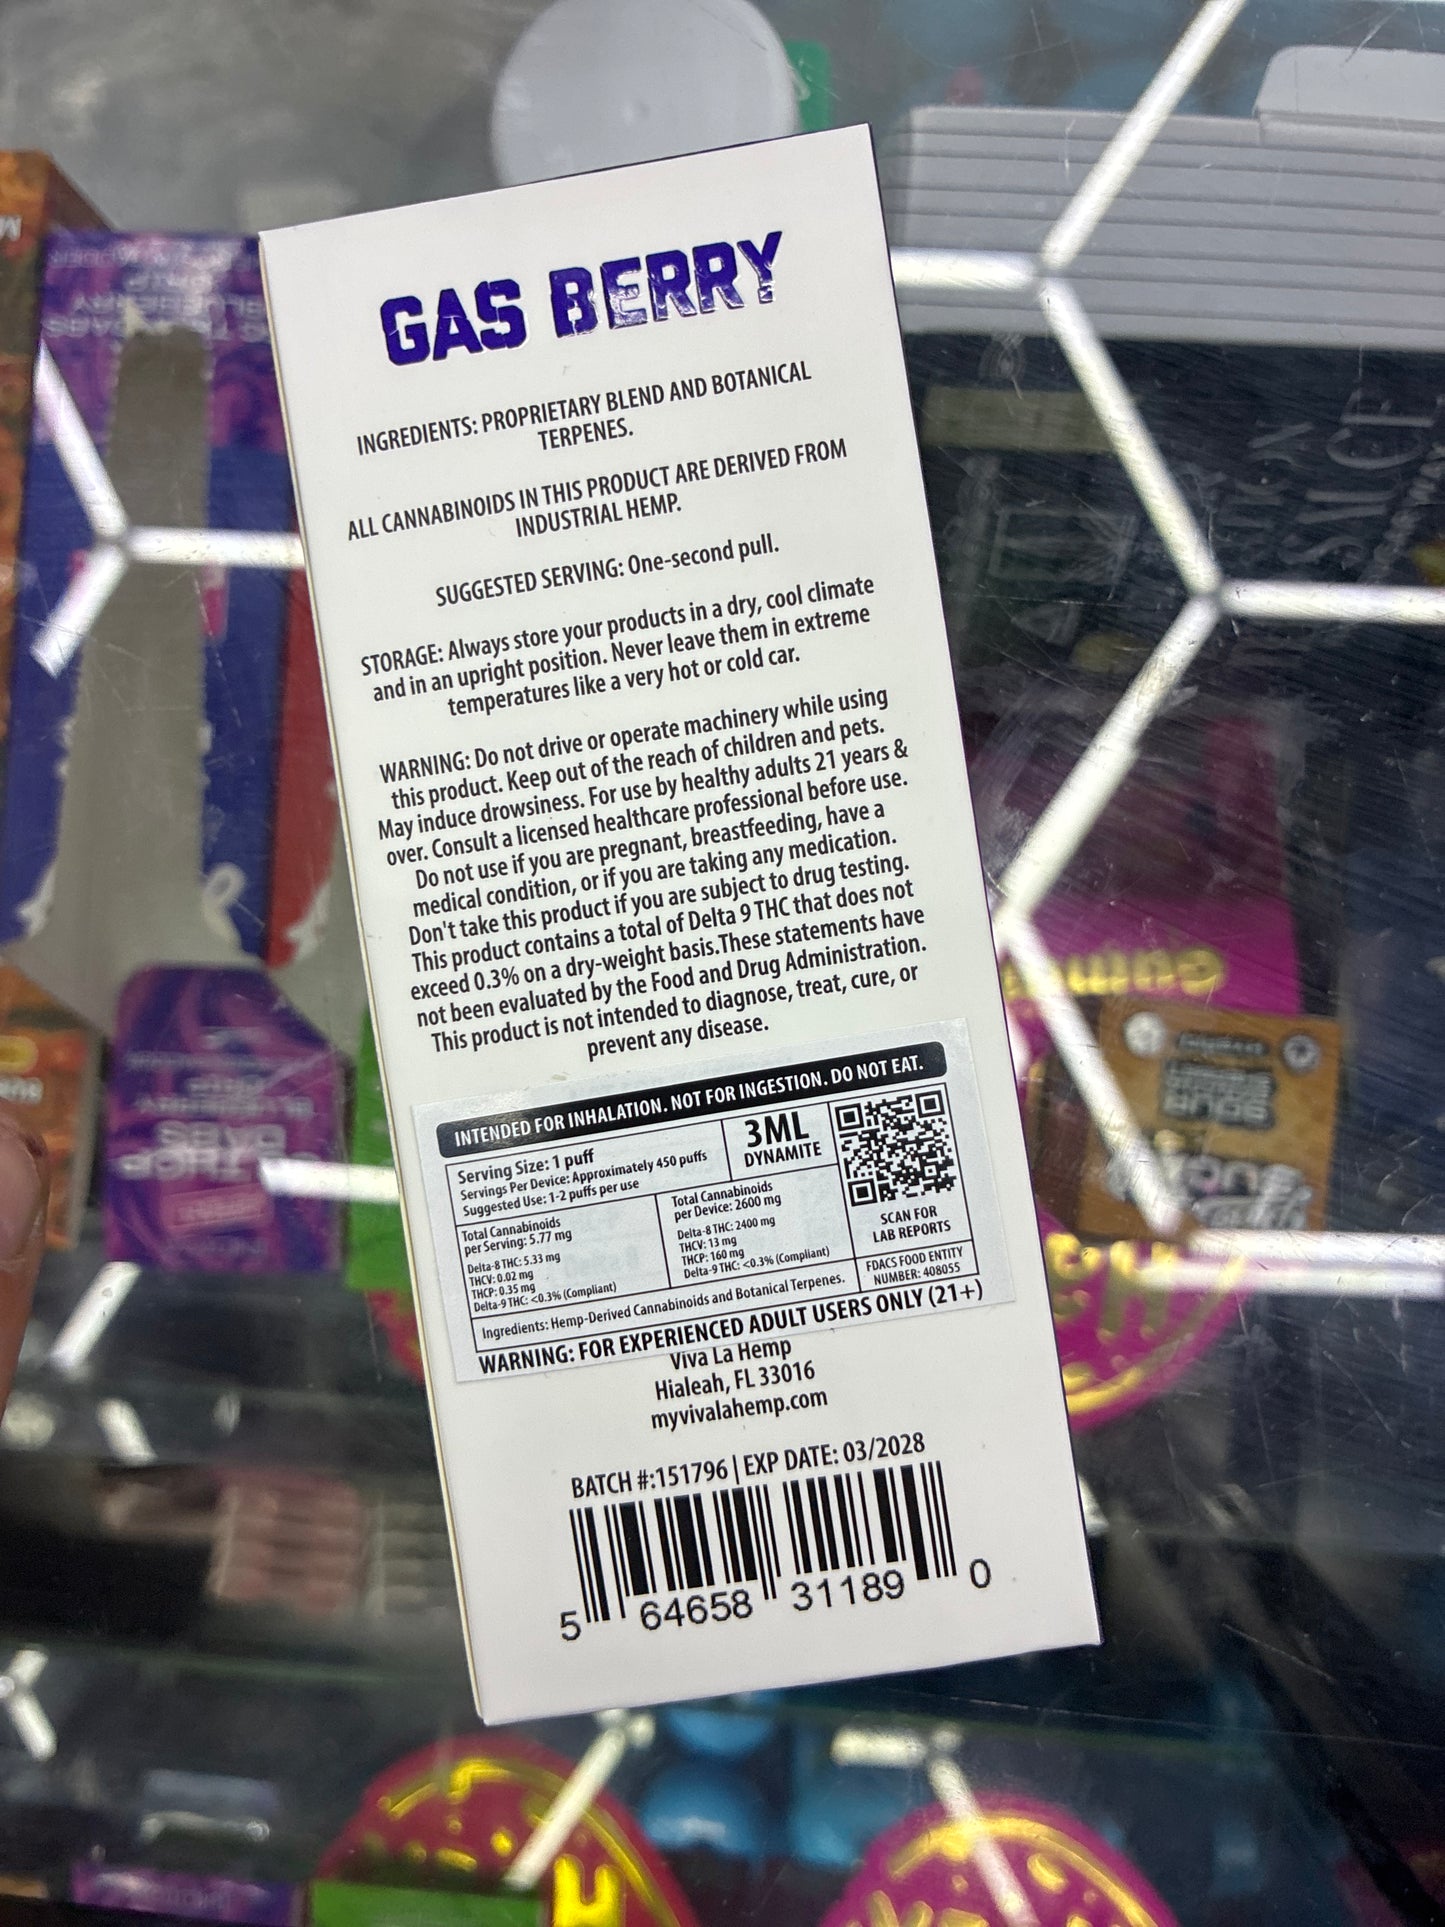 GAS BERRY
INGREDIENTS: PROPRIETARY BLEND AND BOTANICAL
TERPENES.
ALL CANNABINOIDS IN THIS PRODUCT ARE DERIVED FROM
INDUSTRIAL HEMP.
SUGGESTED SERVING: One-second pull.
STORAGE: Always store your products in a dry, cool climate
and in an upright position. Never leave them in extreme
temperatures like a very hot or cold car.
WARNING: Do not drive or operate machinery while using
this product. Keep out of the reach of children and pets.
May induce drowsiness. For use by healthy adults 21 years &
over. Consult a licensed healthcare professional before use.
Do not use if you are pregnant, breastfeeding, have a
medical condition, or if you are taking any medication.
Don't take this product if you are subject to drug testing.
This product contains a total of Delta 9 THC that does not
exceed 0.3% on a dry-weight basis.These statements have
not been evaluated by the Food and Drug Administration.
This product is not intended to diagnose, treat, cure, or
prevent any disease.
INTENDED FOR INHALATION. NOT FOR INGESTION. DO NOT EAT.
Serving Size: 1 puff
Servings Per Device: Approximately 450 puffs
Suggested Use: 1-2 puffs per use
3ML
DYNAMITE
Total Cannabinoids
per Serving: 5.77 mg
Delta-8 THC: 5.33 mg
THCV: 0.02 mg
THCP: 0.35 mg
Delta-9 THC: <0.3% (Compliant)
Total Cannabinoids
per Device: 2600 mg
Delta-8 THC: 2400 mg
THCV: 13 mg
THCP: 160 mg
Delta-9 THC: <0.3% (Compliant)
SCAN FOR
LAB REPORTS
Ingredients: Hemp-Derived Cannabinoids and Botanical Terpenes.
FDACS FOOD ENTITY
NUMBER: 408055
WARNING: FOR EXPERIENCED ADULT USERS ONLY (21+)
Viva La Hemp
Hialeah, FL 33016
myvivalahemp.com
BATCH #:151796 | EXP DATE: 03/2028
5 64658 31189 0